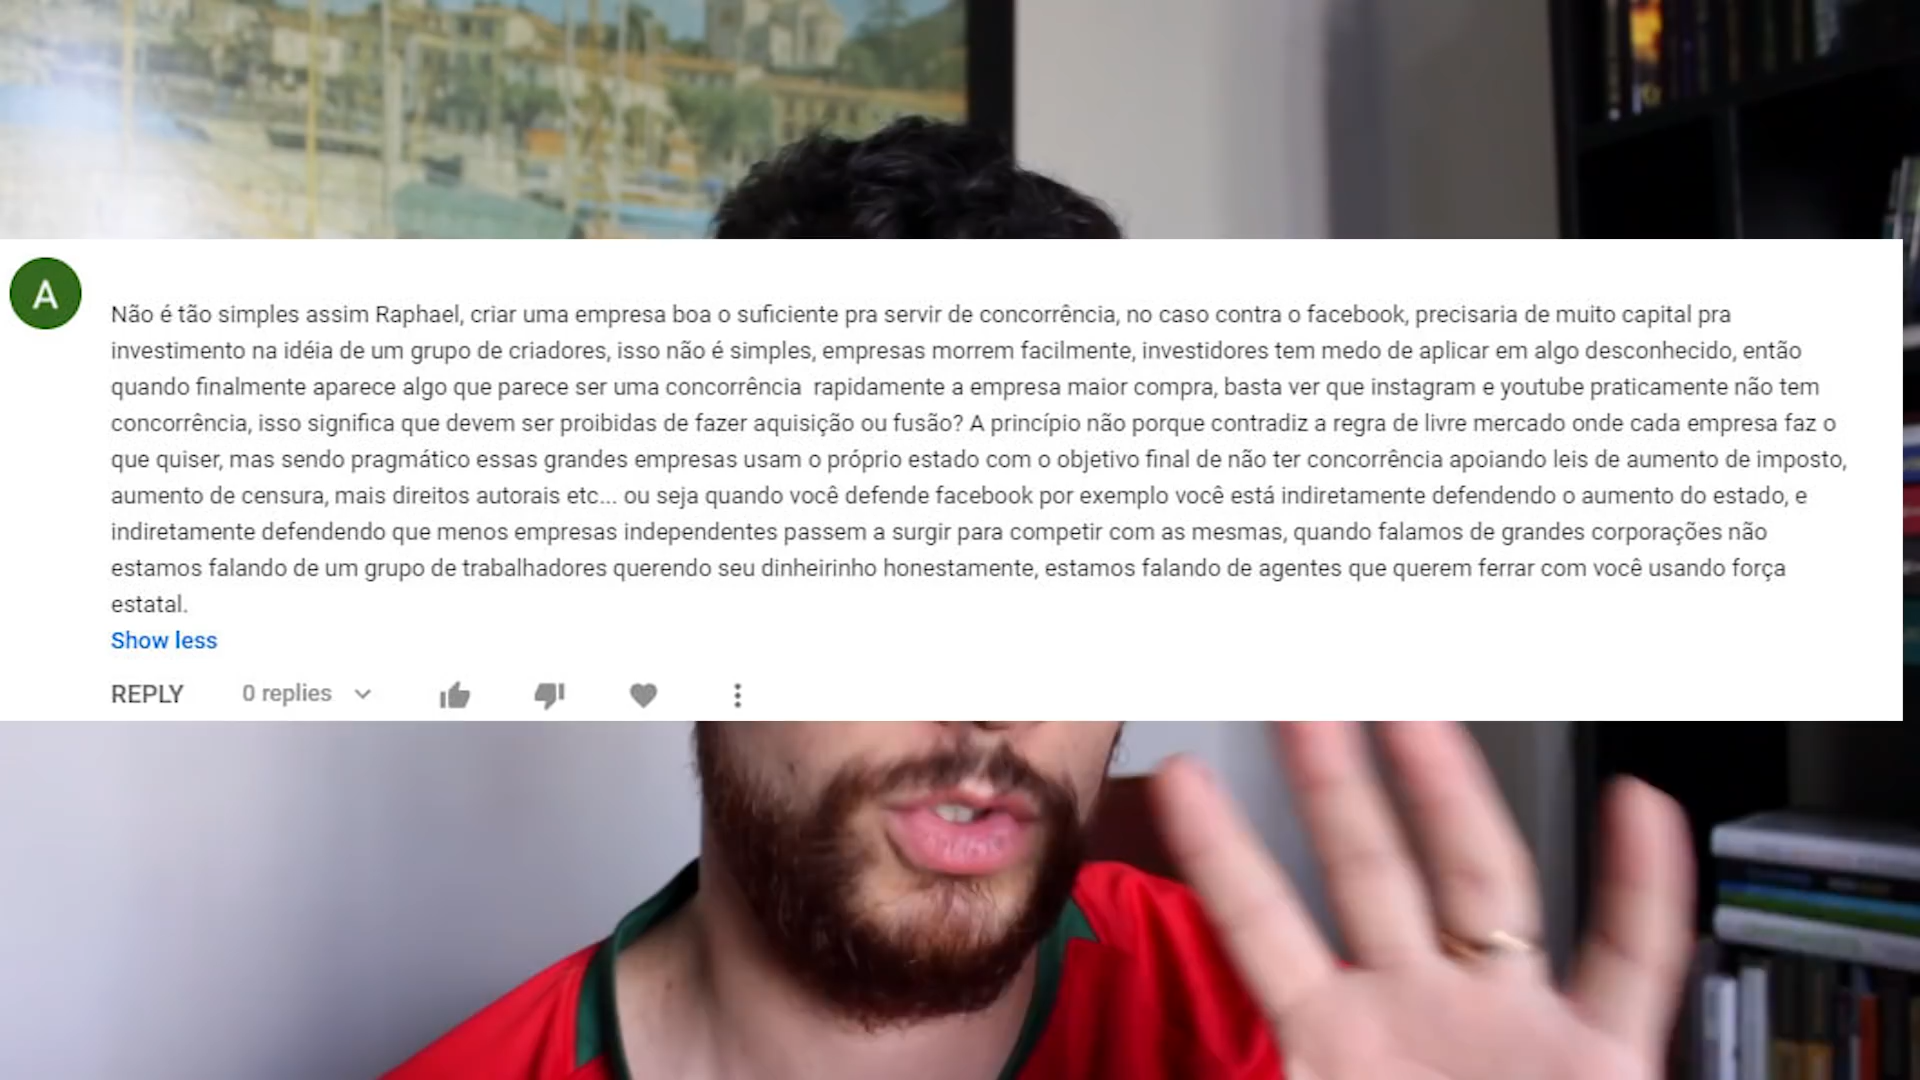 A
Não é tão simples assim Raphael, criar uma empresa boa o suficiente pra servir de concorrência, no caso contra o facebook, precisaria de muito capital pra
investimento na idéia de um grupo de criadores, isso não é simples, empresas morrem facilmente, investidores tem medo de aplicar em algo desconhecido, então
quando finalmente aparece algo que parece ser uma concorrência  rapidamente a empresa maior compra, basta ver que instagram e youtube praticamente não tem
concorrência, isso significa que devem ser proibidas de fazer aquisição ou fusão? A princípio não porque contradiz a regra de livre mercado onde cada empresa faz o
que quiser, mas sendo pragmático essas grandes empresas usam o próprio estado com o objetivo final de não ter concorrência apoiando leis de aumento de imposto,
aumento de censura, mais direitos autorais etc... ou seja quando você defende facebook por exemplo você está indiretamente defendendo o aumento do estado, e
indiretamente defendendo que menos empresas independentes passem a surgir para competir com as mesmas, quando falamos de grandes corporações não
estamos falando de um grupo de trabalhadores querendo seu dinheirinho honestamente, estamos falando de agentes que querem ferrar com você usando força
estatal.
Show less
REPLY 0 replies